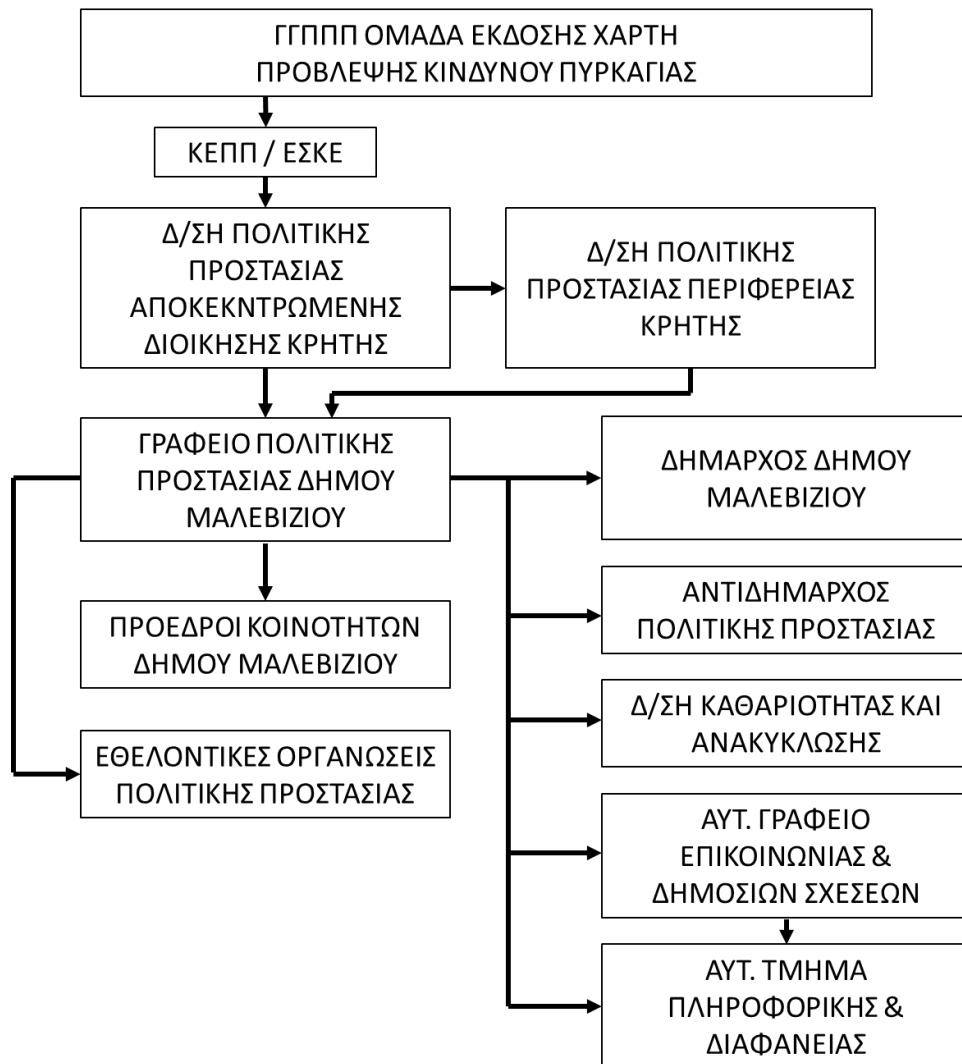 ΓΓΠΠΠ ΟΜΑΔΑ ΕΚΔΟΣΗΣ ΧΑΡΤΗ
ΠΡΟΒΛΕΨΗΣ ΚΙΝΔΥΝΟΥ ΠΥΡΚΑΓΙΑΣ
ΚΕΠΠ / ΕΣΚΕ
Δ/ΣΗ ΠΟΛΙΤΙΚΗΣ
ΠΡΟΣΤΑΣΙΑΣ
ΑΠΟΚΕΚΝΤΡΩΜΕΝΗΣ
ΔΙΟΙΚΗΣΗΣ ΚΡΗΤΗΣ
Δ/ΣΗ ΠΟΛΙΤΙΚΗΣ
ΠΡΟΣΤΑΣΙΑΣ ΠΕΡΙΦΕΡΕΙΑΣ
ΚΡΗΤΗΣ
ΓΡΑΦΕΙΟ ΠΟΛΙΤΙΚΗΣ
ΠΡΟΣΤΑΣΙΑΣ ΔΗΜΟΥ
ΜΑΛΕΒΙΖΙΟΥ
ΔΗΜΑΡΧΟΣ ΔΗΜΟΥ
ΜΑΛΕΒΙΖΙΟΥ
ΠΡΟΕΔΡΟΙ ΚΟΙΝΟΤΗΤΩΝ
ΔΗΜΟΥ ΜΑΛΕΒΙΖΙΟΥ
ΑΝΤΙΔΗΜΑΡΧΟΣ
ΠΟΛΙΤΙΚΗΣ ΠΡΟΣΤΑΣΙΑΣ
ΕΘΕΛΟΝΤΙΚΕΣ ΟΡΓΑΝΩΣΕΙΣ
ΠΟΛΙΤΙΚΗΣ ΠΡΟΣΤΑΣΙΑΣ
Δ/ΣΗ ΚΑΘΑΡΙΟΤΗΤΑΣ ΚΑΙ
ΑΝΑΚΥΚΛΩΣΗΣ
ΑΥΤ. ΓΡΑΦΕΙΟ
ΕΠΙΚΟΙΝΩΝΙΑΣ &
ΔΗΜΟΣΙΩΝ ΣΧΕΣΕΩΝ
ΑΥΤ. ΤΜΗΜΑ
ΠΛΗΡΟΦΟΡΙΚΗΣ &
ΔΙΑΦΑΝΕΙΑΣ